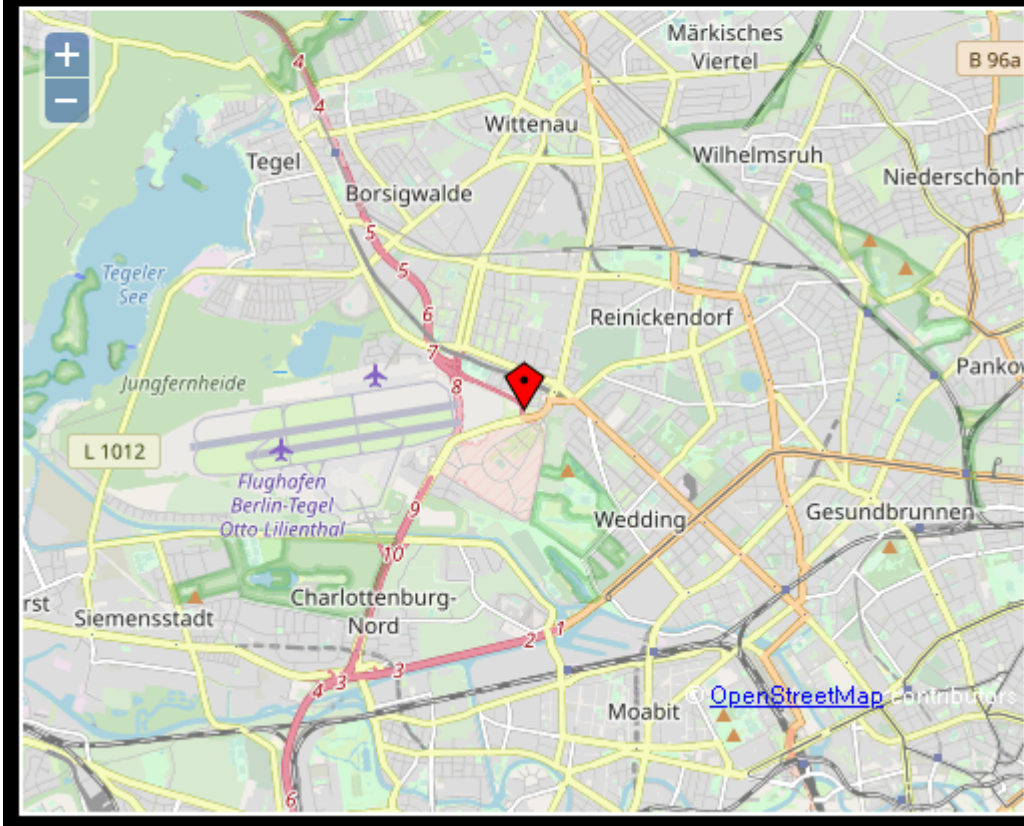 +
−
Märkisches
Viertel
B 96a
4
4
Wittenau
Tegel
Wilhelmsruh
Borsigwalde
Niederschönh
5
5
Tegeler
See
6
Reinickendorf
7
Jungfernheide
8
Pankow
L 1012
Flughafen
Berlin-Tegel
Otto-Lilienthal
9
Wedding
Gesundbrunnen
10
Charlottenburg-
Nord
rst
Siemensstadt
1
2
3
3
4
© OpenStreetMap contributors
Moabit
6